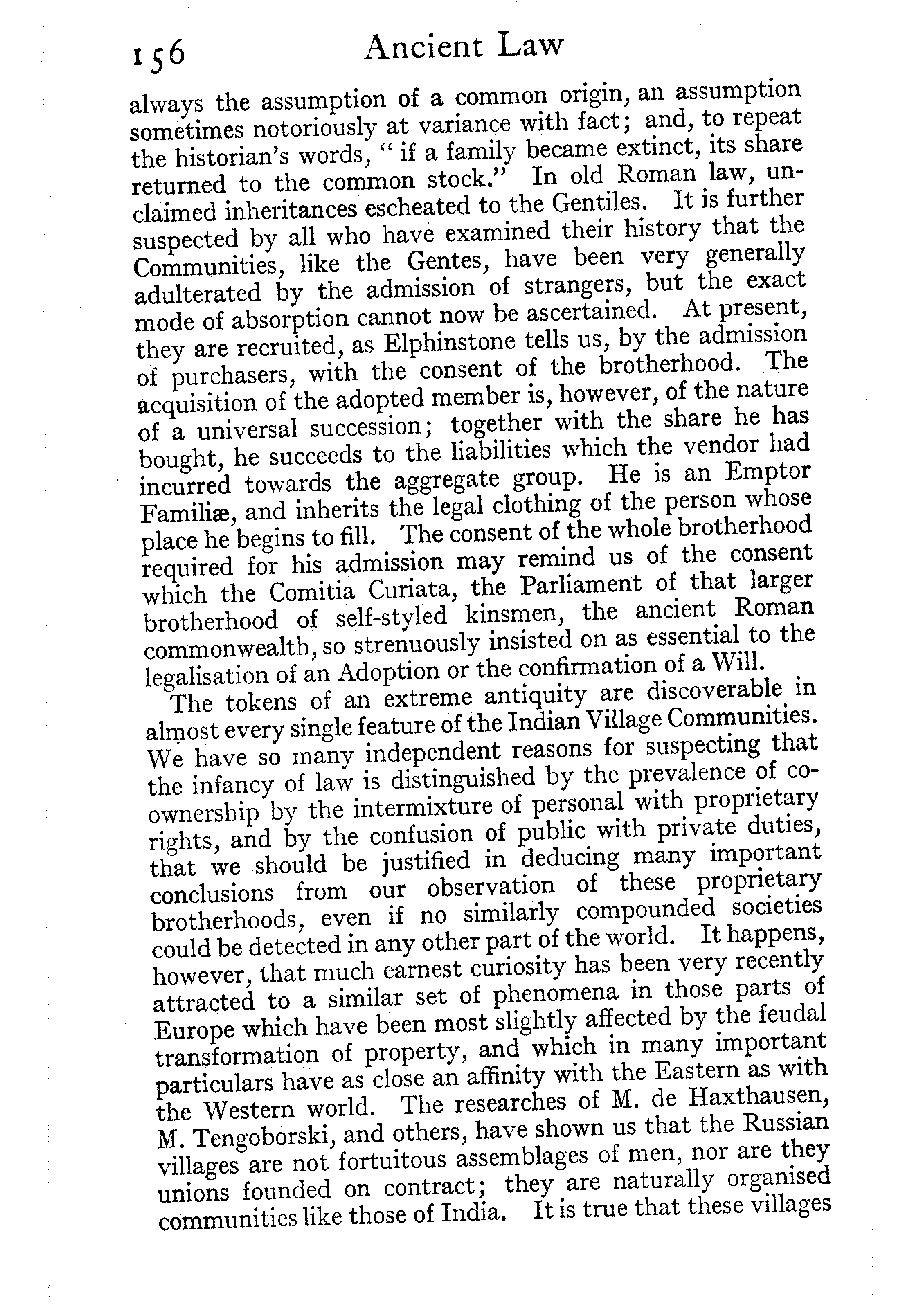 156 Ancient Law
always the assumption of a common origin, an assumption
sometimes notoriously at variance with fact; and, to repeat
the historian's words, " if a family became extinct, its share
returned to the common stock." In old Roman law, un-
claimed inheritances escheated to the Gentiles. It is further
suspected by all who have examined their history that the
Communities, like the Gentes, have been very generally
adulterated by the admission of strangers, but the exact
mode of absorption cannot now be ascertained. At present,
they are recruited, as Elphinstone tells us, by the admission
of purchasers, with the consent of the brotherhood. The
acquisition of the adopted member is, however, of the nature
of a universal succession; together with the share he has
bought, he succeeds to the liabilities which the vendor had
incurred towards the aggregate group. He is an Emptor
Familiæ, and inherits the legal clothing of the person whose
place he begins to fill. The consent of the whole brotherhood
required for his admission may remind us of the consent
which the Comitia Curiata, the Parliament of that larger
brotherhood of self-styled kinsmen, the ancient Roman
commonwealth, so strenuously insisted on as essential to the
legalisation of an Adoption or the confirmation of a Will.
The tokens of an extreme antiquity are discoverable in
almost every single feature of the Indian Village Communities.
We have so many independent reasons for suspecting that
the infancy of law is distinguished by the prevalence of co-
ownership by the intermixture of personal with proprietary
rights, and by the confusion of public with private duties,
that we should be justified in deducing many important
conclusions from our observation of these proprietary
brotherhoods, even if no similarly compounded societies
could be detected in any other part of the world. It happens,
however, that much earnest curiosity has been very recently
attracted to a similar set of phenomena in those parts of
Europe which have been most slightly affected by the feudal
transformation of property, and which in many important
particulars have as close an affinity with the Eastern as with
the Western world. The researches of M. de Haxthausen,
M. Tengoborski, and others, have shown us that the Russian
villages are not fortuitous assemblages of men, nor are they
unions founded on contract; they are naturally organised
communities like those of India. It is true that these villages